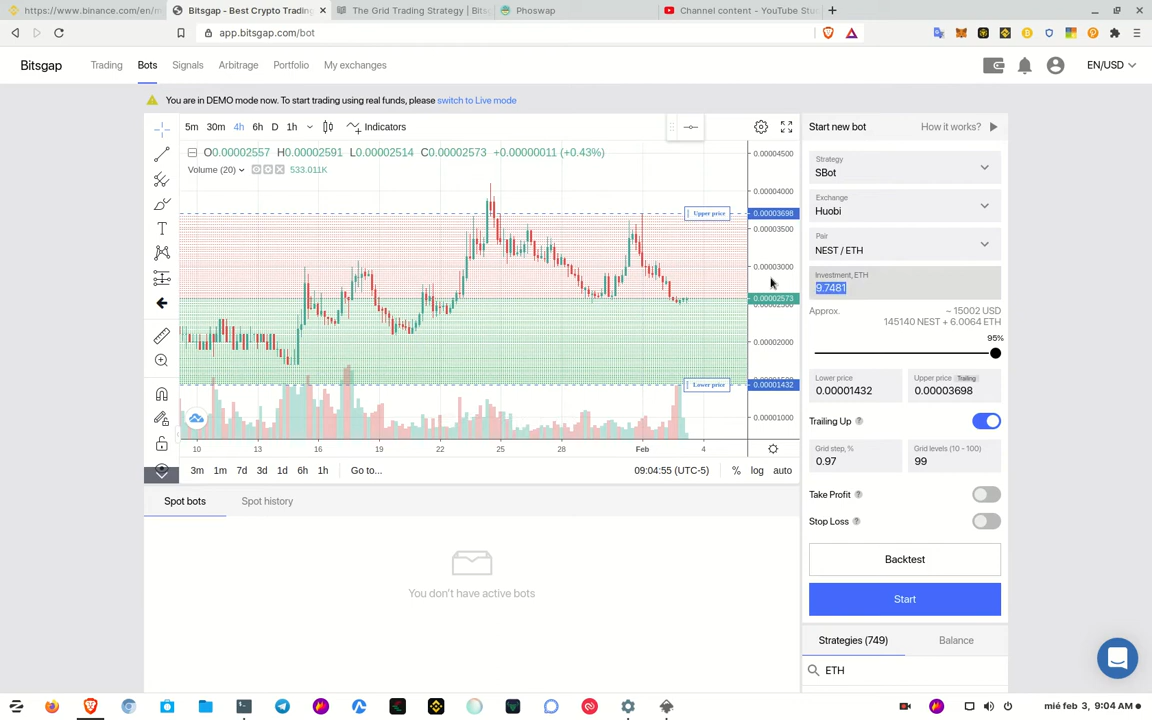 https://www.binance.com/en/m
Bitsgap - Best Crypto Trading
The Grid Trading Strategy | Bits
Phoswap
Channel content - YouTube Stu
app.bitsgap.com/bot
Bitsgap
Trading
Bots
Signals
Arbitrage
Portfolio
My exchanges
EN/USD
You are in DEMO mode now. To start trading using real funds, please switch to Live mode
5m 30m 4h 6h D 1h
Indicators
O0.00002557 H0.00002591 L0.00002514 C0.00002573 +0.00000011 (+0.43%)
Volume (20)
533.011K
0.00004500
0.00004000
Upper price
0.00003698
0.00003500
0.00003000
0.00002573
0.00002000
Lower price
0.00001432
0.00001000
10 13 16 19 22 25 28 Feb 4
3m 1m 7d 3d 1d 6h 1h
Go to...
09:04:55 (UTC-5)
% log auto
Spot bots
Spot history
You don't have active bots
Start new bot
How it works?
Strategy
SBot
Exchange
Huobi
Pair
NEST / ETH
Investment, ETH
9.7481
Approx.
~ 15002 USD
145140 NEST + 6.0064 ETH
95%
Lower price
0.00001432
Upper price Trailing
0.00003698
Trailing Up ?
Grid step, %
0.97
Grid levels (10 - 100)
99
Take Profit ?
Stop Loss ?
Backtest
Start
Strategies (749)
Balance
ETH
mié feb 3, 9:04 AM